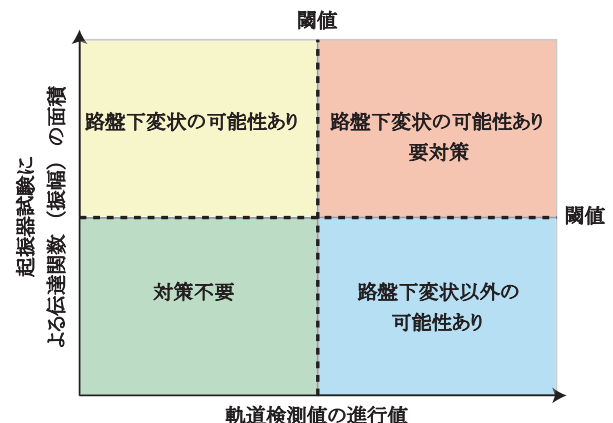 閾値
路盤下変状の可能性あり
路盤下変状の可能性あり
要対策
閾値
起振器試験に
よる伝達関数（振幅）の面積
対策不要
路盤下変状以外の
可能性あり
軌道検測値の進行値